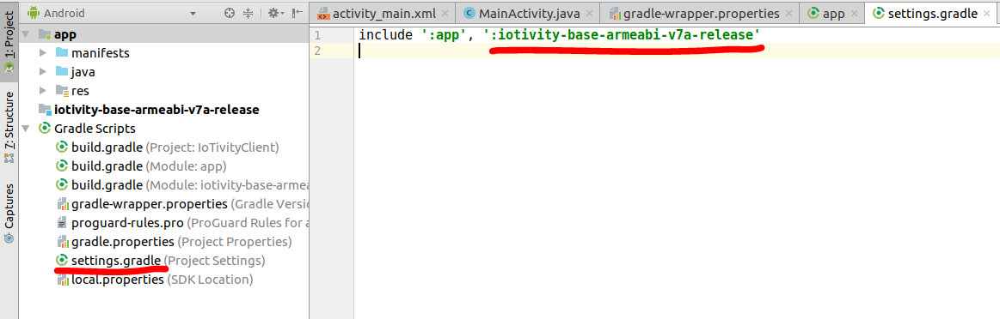 Android
activity_main.xml
MainActivity.java
gradle-wrapper.properties
app
settings.gradle
1: Project
7: Structure
Captures
app
manifests
java
res
iotivity-base-armeabi-v7a-release
Gradle Scripts
build.gradle (Project: IoTivityClient)
build.gradle (Module: app)
build.gradle (Module: iotivity-base-armea
gradle-wrapper.properties (Gradle Versi
proguard-rules.pro (ProGuard Rules for a
gradle.properties (Project Properties)
settings.gradle (Project Settings)
local.properties (SDK Location)
1 include ':app', ':iotivity-base-armeabi-v7a-release'
2